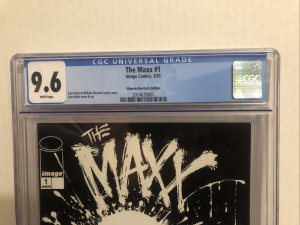 CGC UNIVERSAL GRADE
9.6
WHITE Pages
The Maxx #1
Image Comics, 3/93
Glow-in-the-Dark Edition
Sam Kieth & William Messner-Loebs story
Sam Kieth cover & art
CGC
THE
MAXX
image
1